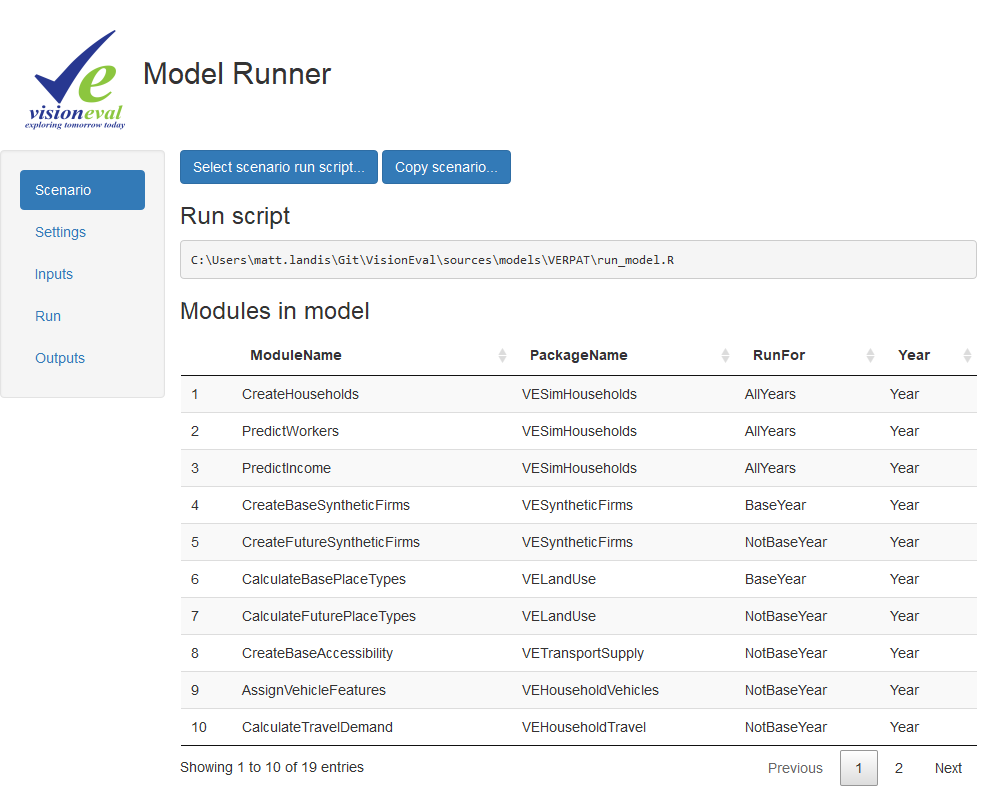 visioneval
exploring tomorrow today
Model Runner
Scenario
Settings
Inputs
Run
Outputs
Select scenario run script... Copy scenario...
Run script
C:\Users\matt.landis\Git\VisionEval\sources\models\VERPAT\run_model.R
Modules in model
ModuleName PackageName RunFor Year
1 CreateHouseholds VESimHouseholds AllYears Year
2 PredictWorkers VESimHouseholds AllYears Year
3 PredictIncome VESimHouseholds AllYears Year
4 CreateBaseSyntheticFirms VESyntheticFirms BaseYear Year
5 CreateFutureSyntheticFirms VESyntheticFirms NotBaseYear Year
6 CalculateBasePlaceTypes VELandUse BaseYear Year
7 CalculateFuturePlaceTypes VELandUse NotBaseYear Year
8 CreateBaseAccessibility VETransportSupply NotBaseYear Year
9 AssignVehicleFeatures VEHouseholdVehicles NotBaseYear Year
10 CalculateTravelDemand VEHouseholdTravel NotBaseYear Year
Showing 1 to 10 of 19 entries Previous 1 2 Next